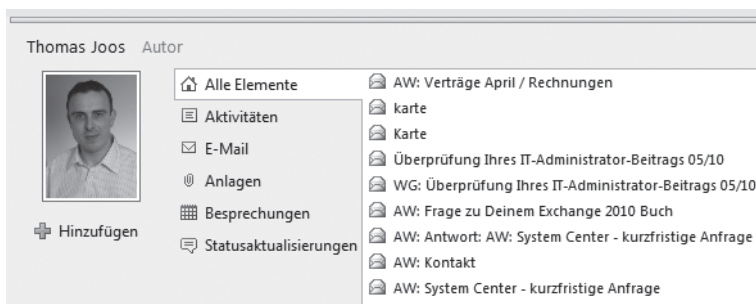 Thomas Joos Autor
Hinzufügen
Alle Elemente
Aktivitäten
E-Mail
Anlagen
Besprechungen
Statusaktualisierungen
AW: Verträge April / Rechnungen
karte
Karte
Überprüfung Ihres IT-Administrator-Beitrags 05/10
WG: Überprüfung Ihres IT-Administrator-Beitrags 05/10
AW: Frage zu Deinem Exchange 2010 Buch
AW: Antwort: AW: System Center - kurzfristige Anfrage
AW: Kontakt
AW: System Center - kurzfristige Anfrage